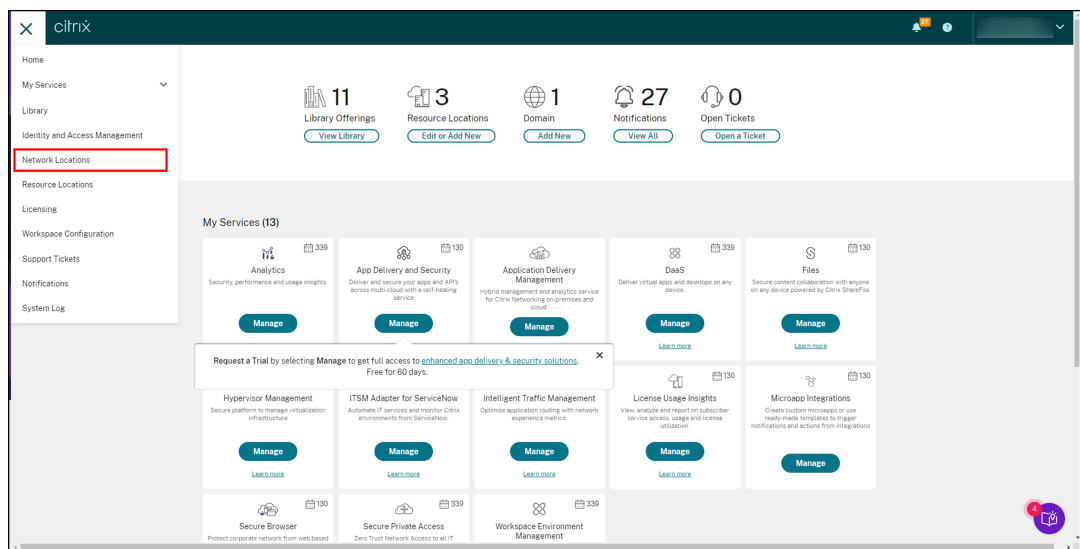 citrix
27
Home
My Services
Library
Identity and Access Management
Network Locations
Resource Locations
Licensing
Workspace Configuration
Support Tickets
Notifications
System Log
11
Library Offerings
View Library
3
Resource Locations
Edit or Add New
1
Domain
Add New
27
Notifications
View All
0
Open Tickets
Open a Ticket
My Services (13)
339
Analytics
Security, performance and usage insights.
Manage
130
App Delivery and Security
Deliver and secure your apps and API's
across multi-cloud with a self-healing
service
Manage
Application Delivery
Management
Hybrid management and analytics service
for Citrix Networking on-premises and
cloud
Manage
339
DaaS
Deliver virtual apps and desktops on any
device.
Manage
Learn more
130
Files
Secure content collaboration with anyone
on any device powered by Citrix ShareFile.
Manage
Learn more
Request a Trial by selecting Manage to get full access to enhanced app delivery & security solutions.
Free for 60 days.
Hypervisor Management
Secure platform to manage virtualization
infrastructure
Manage
Learn more
ITSM Adapter for ServiceNow
Automate IT services and monitor Citrix
environments from ServiceNow.
Manage
Learn more
Intelligent Traffic Management
Optimize application routing with network
experience metrics.
Manage
Learn more
130
License Usage Insights
View, analyze and report on subscriber
service access, usage and license
utilization.
Manage
Learn more
130
Microapp Integrations
Create custom microapps or use
ready-made templates to trigger
notifications and actions from integrations
Manage
130
Secure Browser
Protect corporate network from web based
339
Secure Private Access
Zero Trust Network Access to all IT
339
Workspace Environment
Management
4